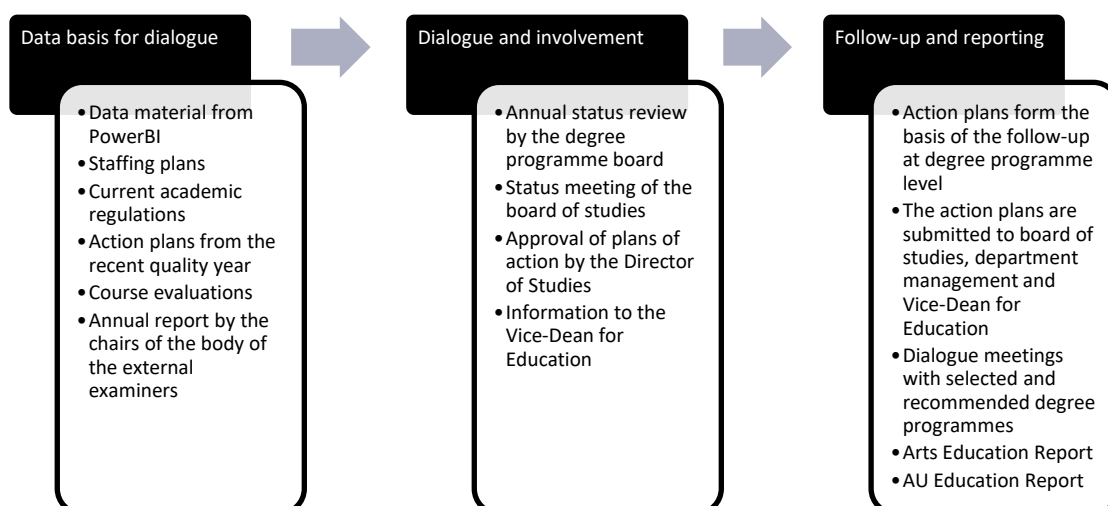 Data basis for dialogue
•Data material from
PowerBI
•Staffing plans
•Current academic
regulations
•Action plans from the
recent quality year
•Course evaluations
•Annual report by the
chairs of the body of
the external
examiners
Dialogue and involvement
•Annual status review
by the degree
programme board
•Status meeting of the
board of studies
•Approval of plans of
action by the Director
of Studies
•Information to the
Vice-Dean for
Education
Follow-up and reporting
•Action plans form the
basis of the follow-up
at degree programme
level
•The action plans are
submitted to board of
studies, department
management and
Vice-Dean for
Education
•Dialogue meetings
with selected and
recommended degree
programmes
•Arts Education Report
•AU Education Report